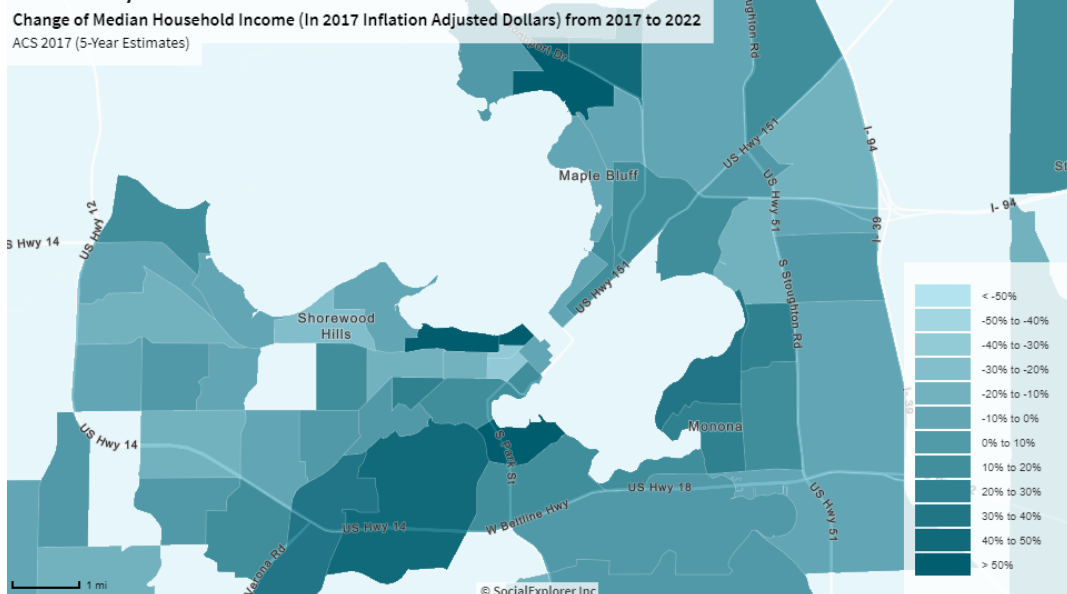 Change of Median Household Income (In 2017 Inflation Adjusted Dollars) from 2017 to 2022
ACS 2017 (5-Year Estimates)
US Hwy 151
I- 94
Maple Bluff
US Hwy 51
I- 94
US Hwy 12
S Hwy 14
I-39
US Hwy 151
S Stoughton Rd
Shorewood
Hills
< -50%
-50% to -40%
-40% to -30%
-30% to -20%
-20% to -10%
-10% to 0%
0% to 10%
10% to 20%
20% to 30%
30% to 40%
40% to 50%
> 50%
I- 39
US Hwy 14
Monona
S Park St
US Hwy 18
US Hwy 51
W Beltline Hwy
US Hwy 14
Verona Rd
1 mi
© SocialExplorer Inc